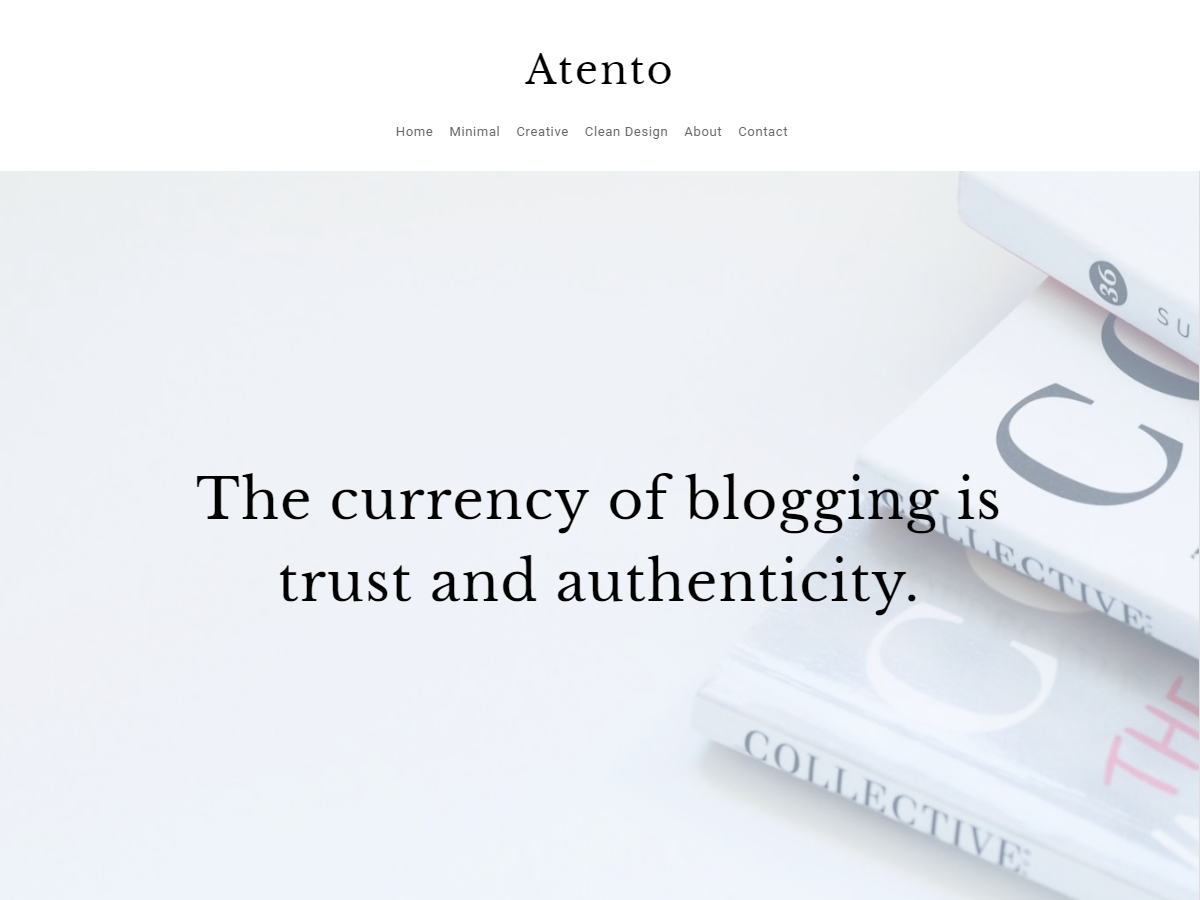 Atento
Home Minimal Creative Clean Design About Contact
36
SU
The currency of blogging is
trust and authenticity.
COLLECTIVE
C
C
THE
COLLECTIVE